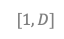 [1, D]